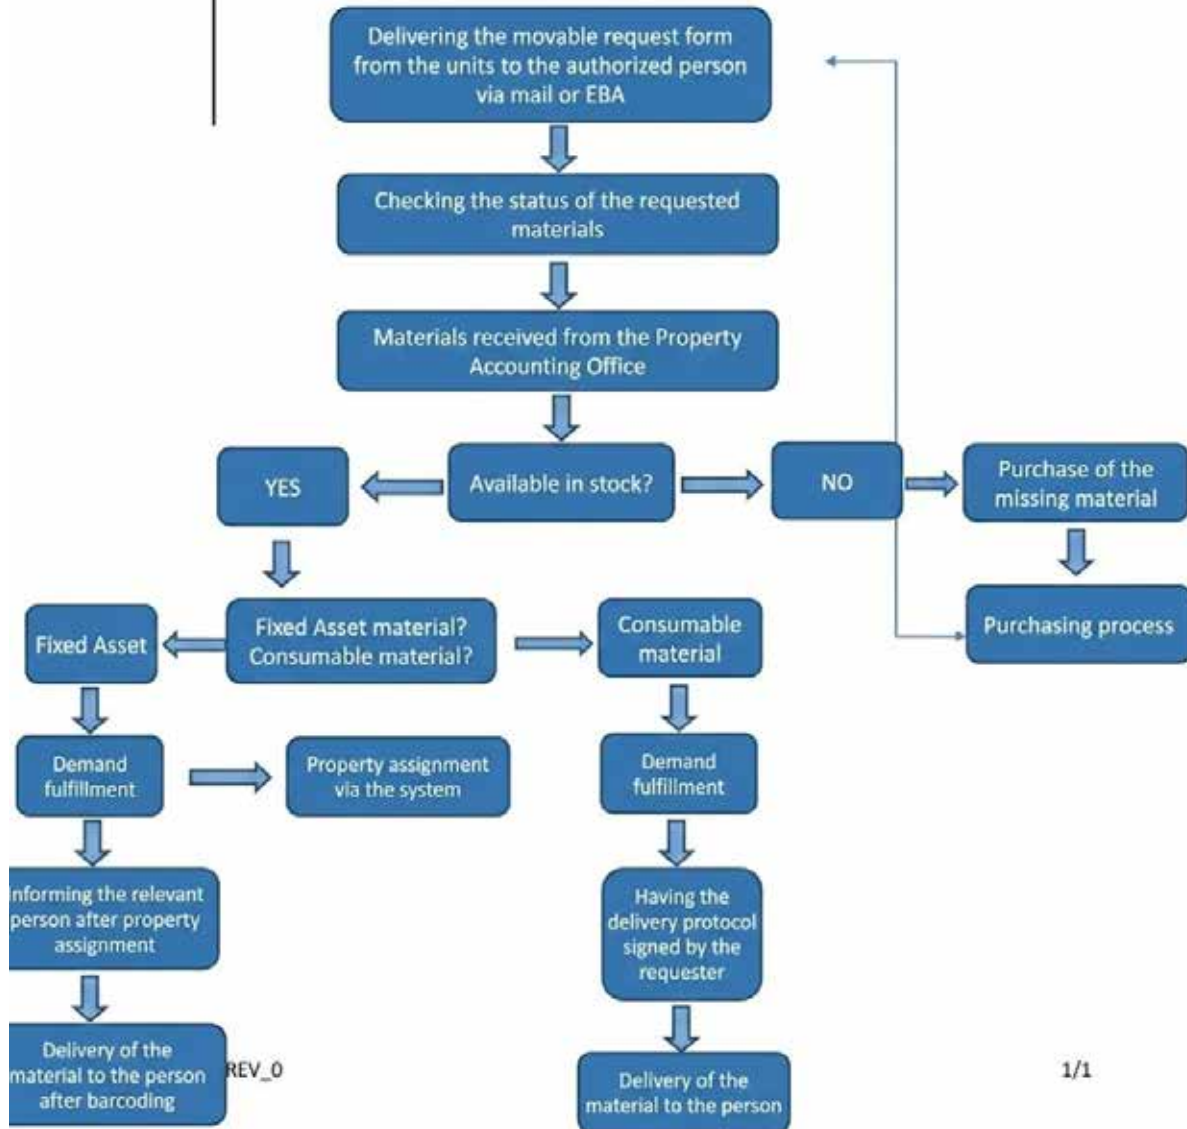 Delivering the movable request form
from the units to the authorized person
via mail or EBA
Checking the status of the requested
materials
Materials received from the Property
Accounting Office
YES
Available in stock?
NO
Purchase of the
missing material
Fixed Asset
Fixed Asset material?
Consumable material?
Consumable
material
Purchasing process
Demand
fulfillment
Property assignment
via the system
Demand
fulfillment
Informing the relevant
person after property
assignment
Having the
delivery protocol
signed by the
requester
Delivery of the
material to the person
after barcoding
REV_0
Delivery of the
material to the person
1/1